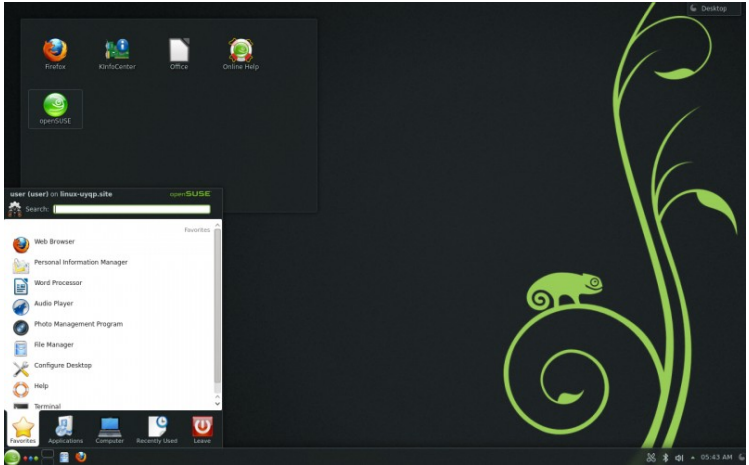 Desktop
Firefox
KInfoCenter
Office
Online Help
openSUSE
user (user) on linux-uyqp.site
openSUSE
Search:
Favorites
Web Browser
Personal Information Manager
Word Processor
Audio Player
Photo Management Program
File Manager
Configure Desktop
Help
Terminal
Favorites
Applications
Computer
Recently Used
Leave
05:43 AM